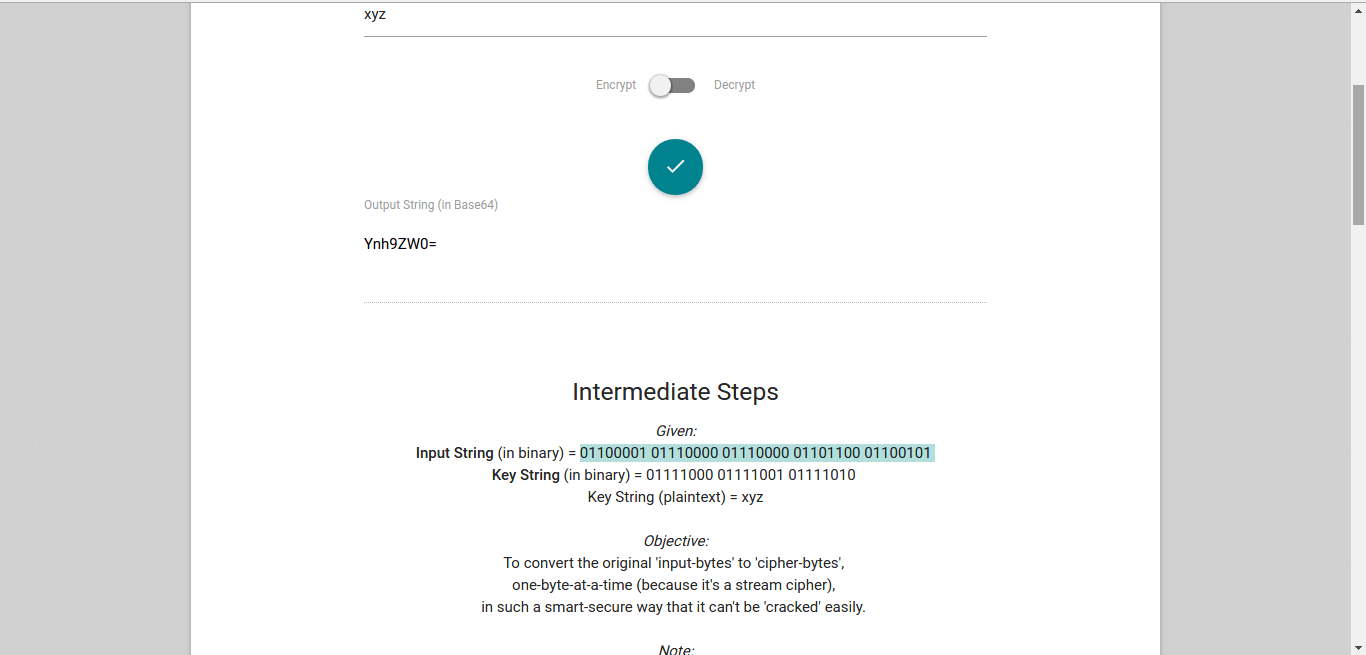 xyz
Encrypt Decrypt
Output String (in Base64)
Ynh9ZW0=
Intermediate Steps
Given:
Input String (in binary) = 01100001 01110000 01110000 01101100 01100101
Key String (in binary) = 01111000 01111001 01111010
Key String (plaintext) = xyz
Objective:
To convert the original 'input-bytes' to 'cipher-bytes',
one-byte-at-a-time (because it's a stream cipher),
in such a smart-secure way that it can't be 'cracked' easily.
Note: